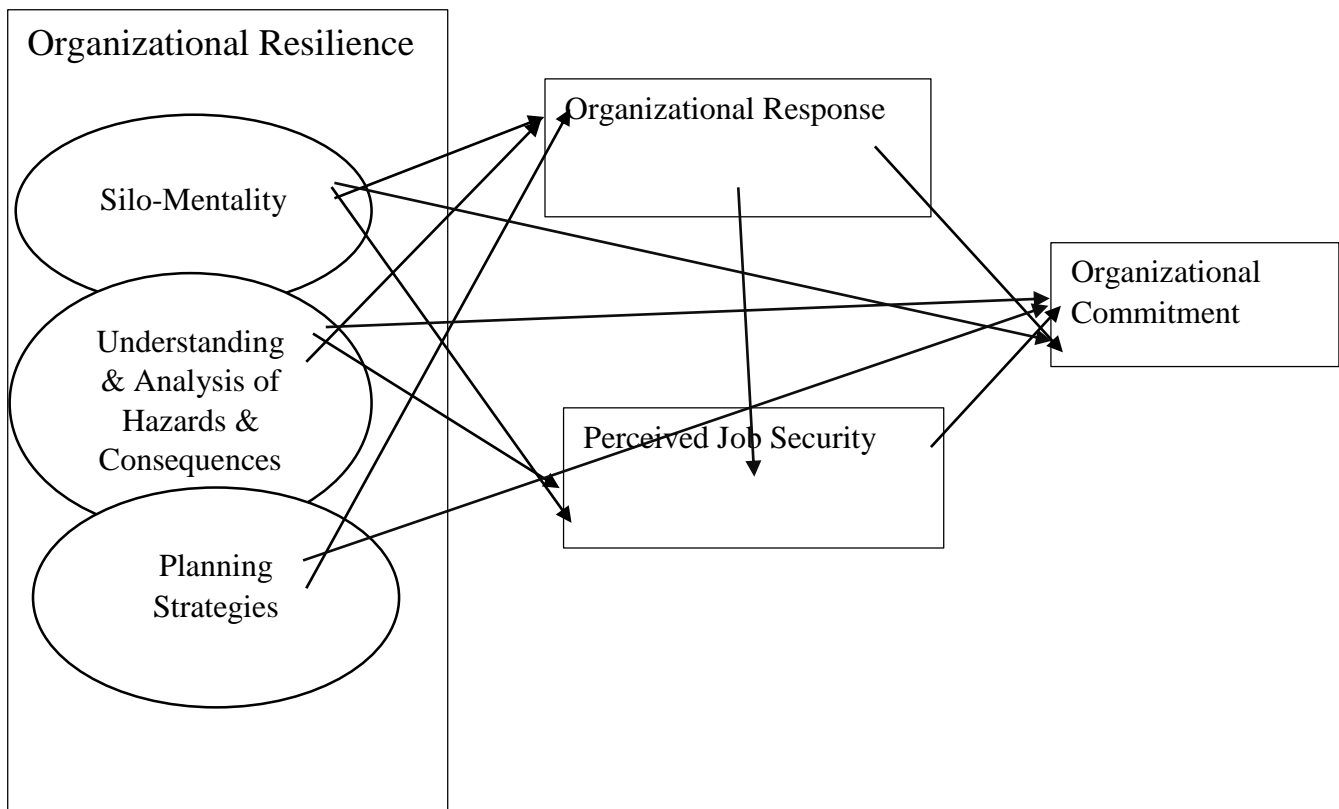 Organizational Resilience
Silo-Mentality
Understanding
& Analysis of
Hazards &
Consequences
Planning
Strategies
Organizational Response
Perceived Job Security
Organizational
Commitment